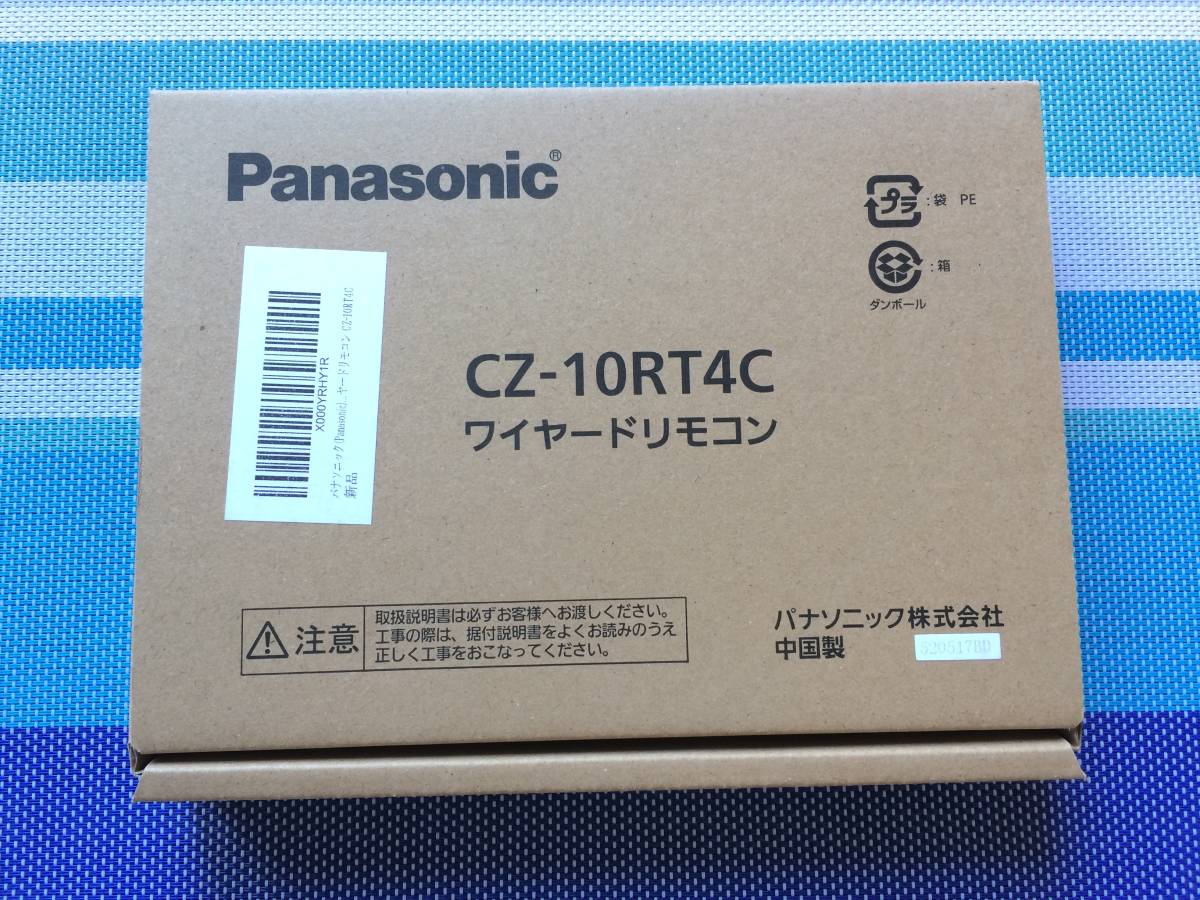 Panasonic®
プラ
:袋 PE
:箱
ダンボール
X000YRHY1R
パナソニック(Panasonic)...ヤードリモコン CZ-10RT4C
新品
CZ-10RT4C
ワイヤードリモコン
注意
取扱説明書は必ずお客様へお渡しください。
工事の際は、据付説明書をよくお読みのうえ
正しく工事をおこなってください。
パナソニック株式会社
中国製
520517BD